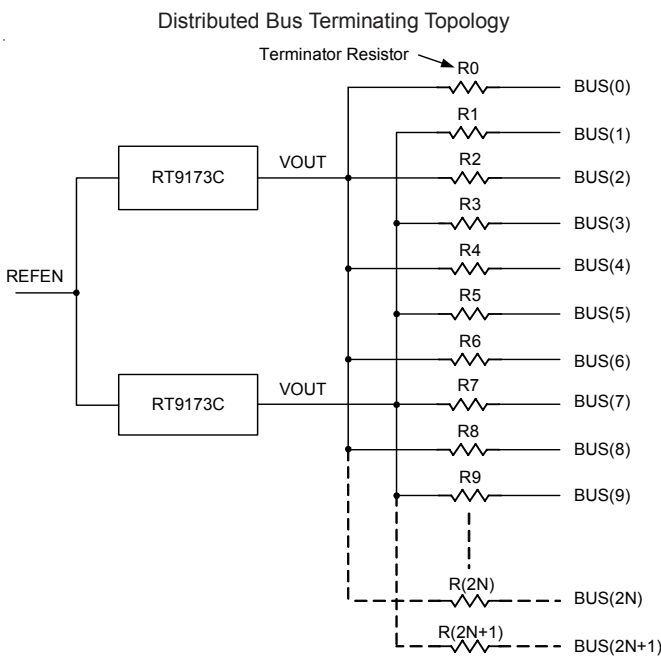 Distributed Bus Terminating Topology
Terminator Resistor
R0
BUS(0)
R1
BUS(1)
RT9173C
VOUT
R2
BUS(2)
R3
BUS(3)
R4
BUS(4)
REFEN
R5
BUS(5)
R6
BUS(6)
RT9173C
VOUT
R7
BUS(7)
R8
BUS(8)
R9
BUS(9)
R(2N)
BUS(2N)
R(2N+1)
BUS(2N+1)